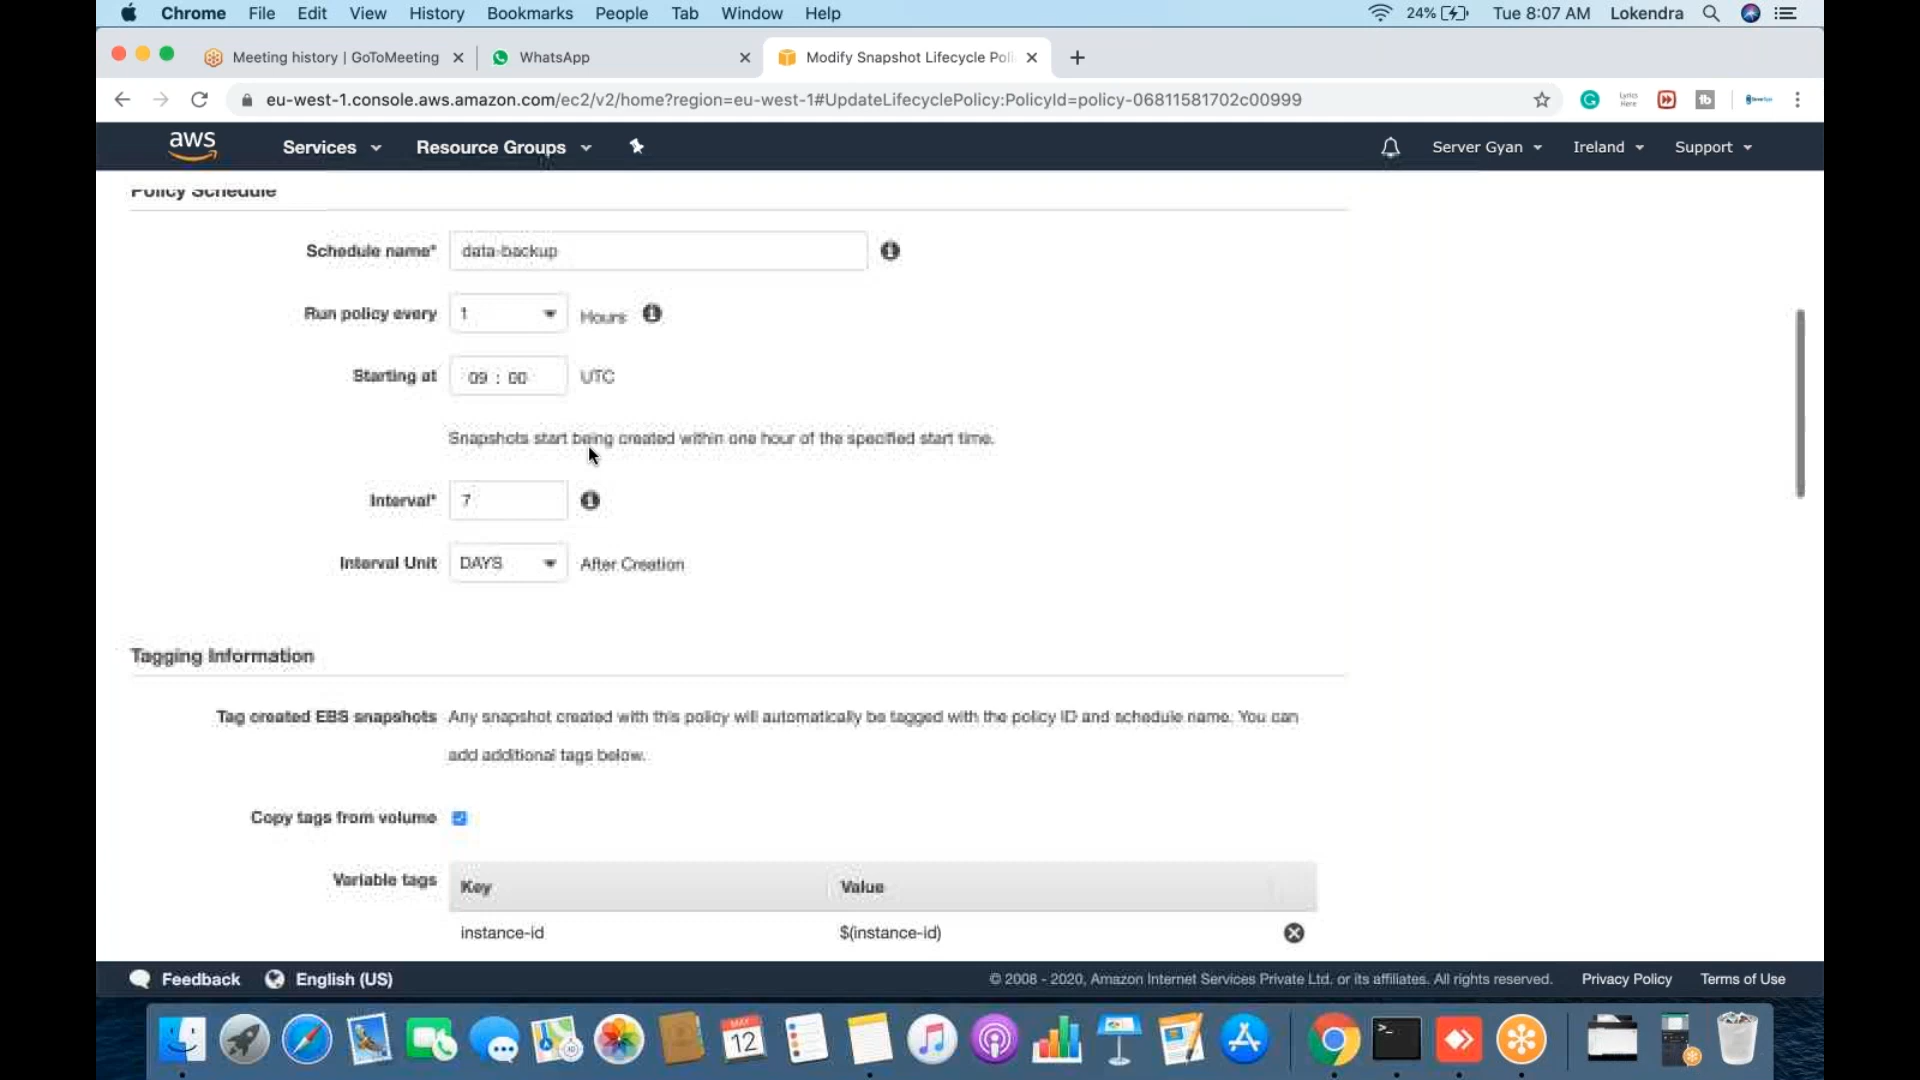 Chrome File Edit View History Bookmarks People Tab Window Help 24% Tue 8:07 AM Lokendra
Meeting history | GoToMeeting WhatsApp Modify Snapshot Lifecycle Poli
eu-west-1.console.aws.amazon.com/ec2/v2/home?region=eu-west-1#UpdateLifecyclePolicy:PolicyId=policy-06811581702c00999
aws Services Resource Groups Server Gyan Ireland Support
Policy Schedule
Schedule name* data-backup
Run policy every 1 Hours
Starting at 09 : 00 UTC
Snapshots start being created within one hour of the specified start time.
Interval* 7
Interval Unit DAYS After Creation
Tagging Information
Tag created EBS snapshots Any snapshot created with this policy will automatically be tagged with the policy ID and schedule name. You can
add additional tags below.
Copy tags from volume
Variable tags Key Value
instance-id $(instance-id)
Feedback English (US) © 2008 - 2020, Amazon Internet Services Private Ltd. or its affiliates. All rights reserved. Privacy Policy Terms of Use
MAY
12